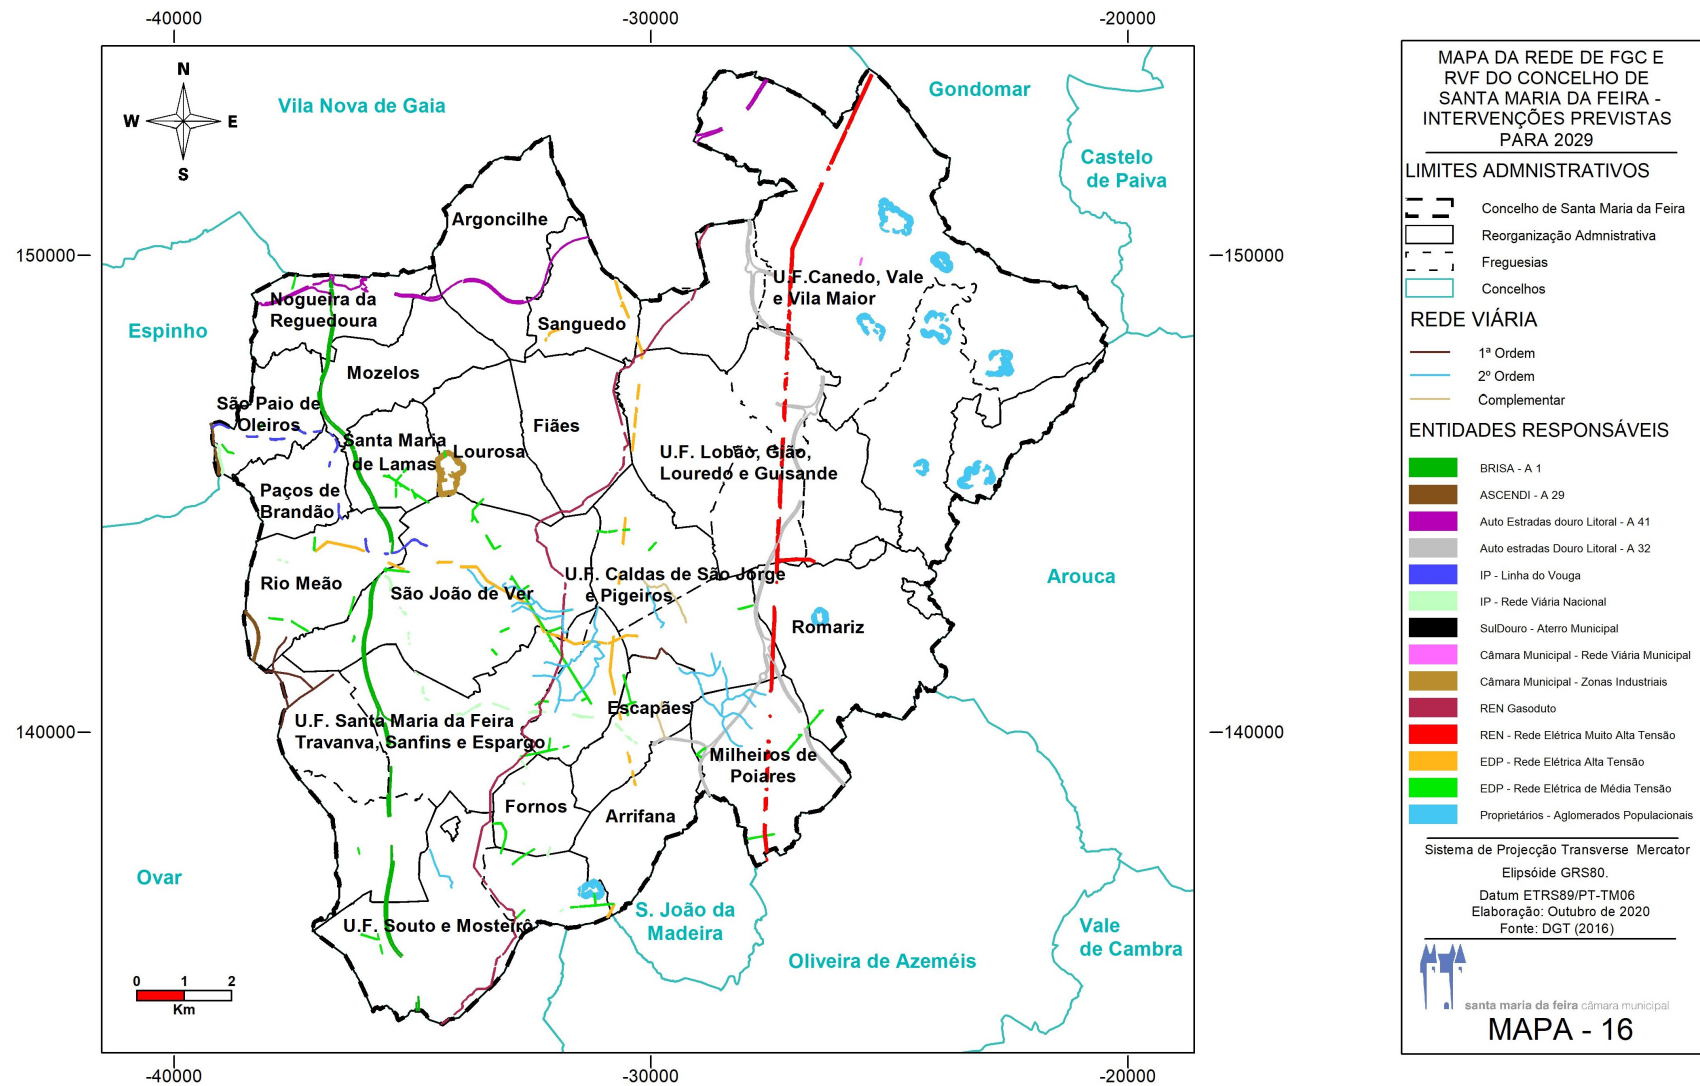 -40000
-30000
-20000
N
W
E
S
Vila Nova de Gaia
Gondomar
Castelo
de Paiva
Argoncilhe
150000
150000
U.F.Canedo, Vale
e Vila Maior
Nogueira da
Reguedoura
Espinho
Sanguedo
Mozelos
São Paio de
Oleiros
Fiães
Santa Maria
de Lamas
Lourosa
U.F. Lobão, Gião,
Louredo e Guisande
Paços de
Brandão
Rio Meão
São João de Ver
U.F. Caldas de São Jorge
e Pigeiros
Arouca
Romariz
Escapães
U.F. Santa Maria da Feira
Travanva, Sanfins e Espargo
140000
140000
Milheiros de
Poiares
Fornos
Arrifana
Ovar
S. João da
Madeira
U.F. Souto e Mosteirô
Vale
de Cambra
Oliveira de Azeméis
0 1 2
Km
-40000
-30000
-20000
MAPA DA REDE DE FGC E
RVF DO CONCELHO DE
SANTA MARIA DA FEIRA -
INTERVENÇÕES PREVISTAS
PARA 2029
LIMITES ADMNISTRATIVOS
Concelho de Santa Maria da Feira
Reorganização Admnistrativa
Freguesias
Concelhos
REDE VIÁRIA
1ª Ordem
2º Ordem
Complementar
ENTIDADES RESPONSÁVEIS
BRISA - A 1
ASCENDI - A 29
Auto Estradas douro Litoral - A 41
Auto estradas Douro Litoral - A 32
IP - Linha do Vouga
IP - Rede Viária Nacional
SulDouro - Aterro Municipal
Câmara Municipal - Rede Viária Municipal
Câmara Municipal - Zonas Industriais
REN Gasoduto
REN - Rede Elétrica Muito Alta Tensão
EDP - Rede Elétrica Alta Tensão
EDP - Rede Elétrica de Média Tensão
Proprietários - Aglomerados Populacionais
Sistema de Projecção Transverse Mercator
Elipsóide GRS80.
Datum ETRS89/PT-TM06
Elaboração: Outubro de 2020
Fonte: DGT (2016)
santa maria da feira câmara municipal
MAPA - 16